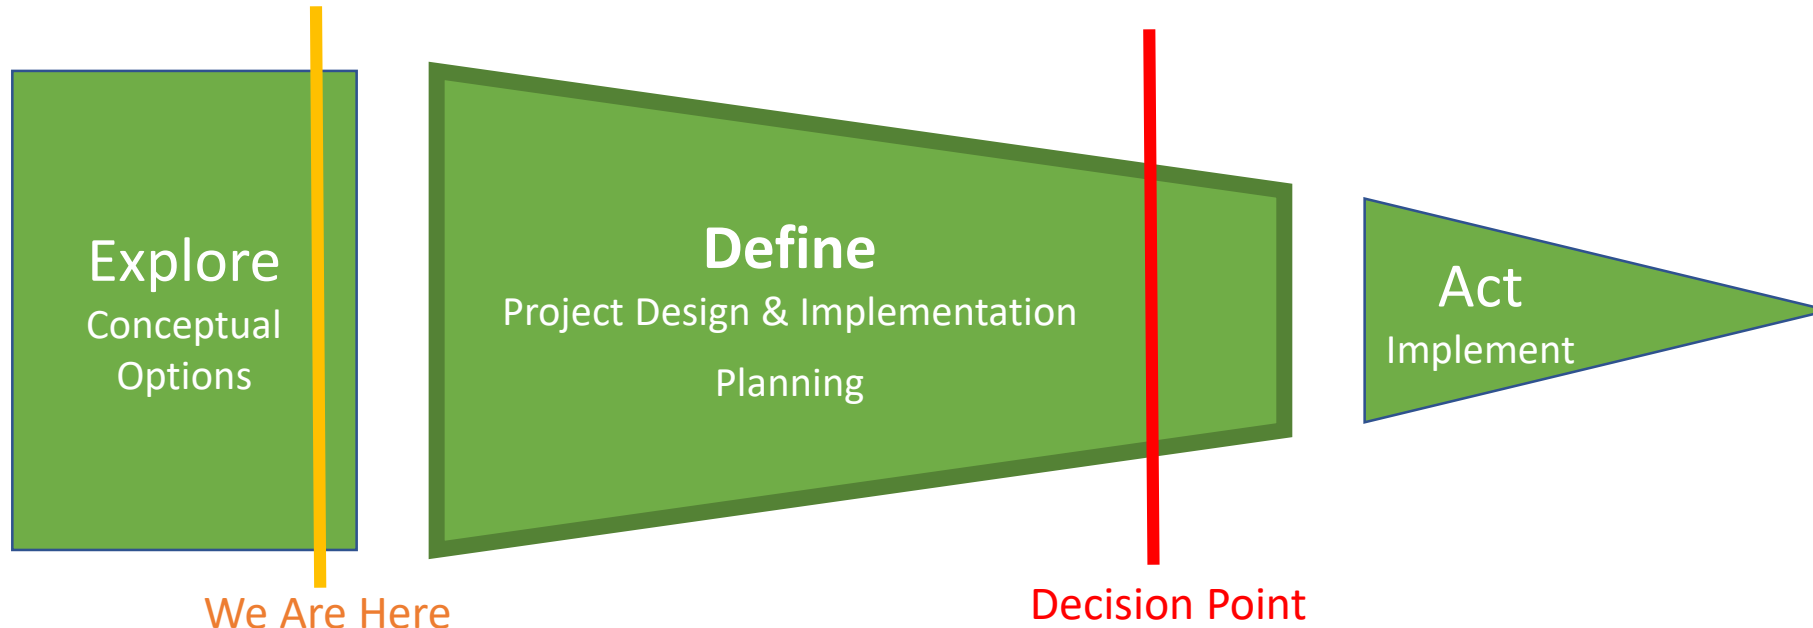 Explore
Conceptual
Options
Define
Project Design & Implementation
Planning
Act
Implement
We Are Here
Decision Point